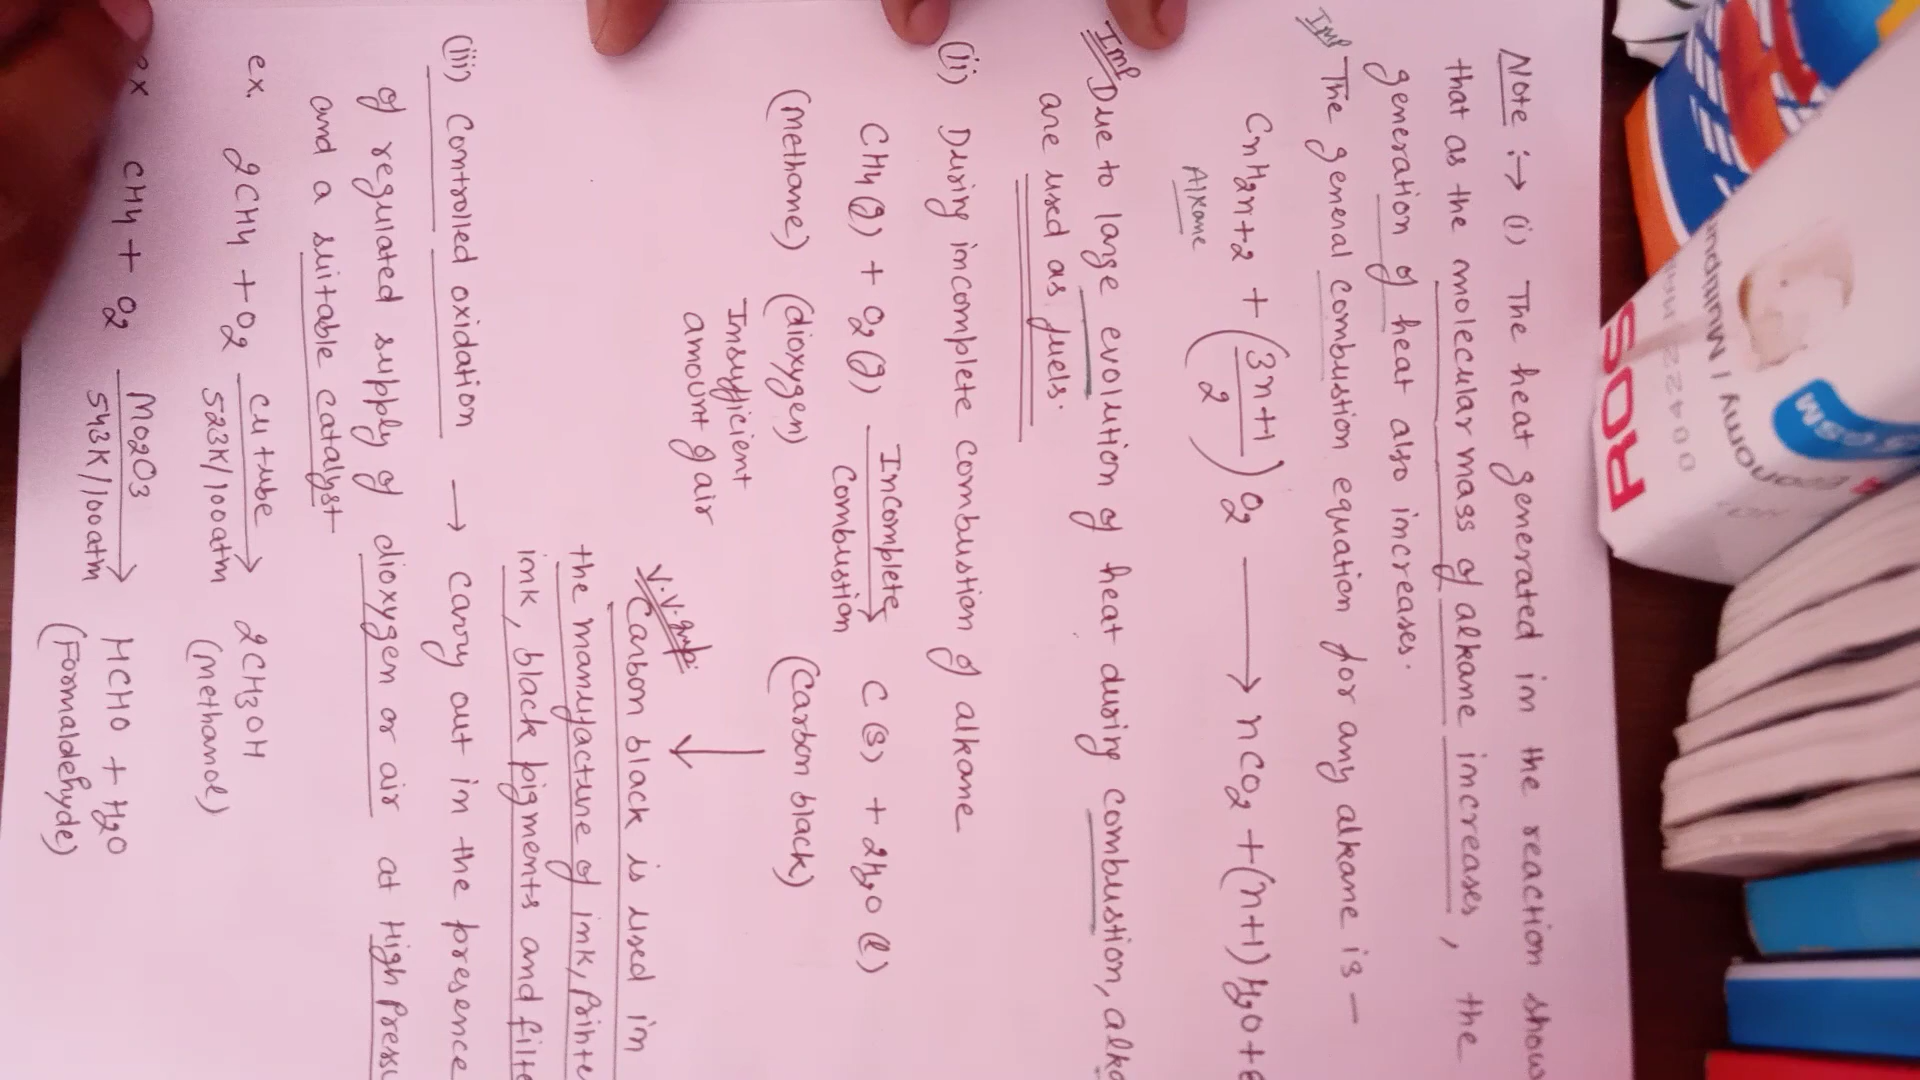 Note :→ (i) The heat generated in the reaction show
that as the molecular mass of alkane increases, the
generation of heat also increases.
Imp The general combustion equation for any alkane is –
CnH2n+2 + (3n+1/2) O2 ⟶ nCO2 + (n+1) H2O +
Alkane
Imp Due to large evolution of heat during combustion, alka
are used as fuels.
(ii) During incomplete combustion of alkane
CH4(g) + O2(g) Incomplete Combustion → C(s) + 2H2O(l)
(methane) (dioxygen) (Carbon black)
Insufficient
amount of air
↓
V.V.Imp. Carbon black is used in
the manufacture of ink, printe
ink, black pigments and filte
(iii) Controlled oxidation → Carry out in the presence
of regulated supply of dioxygen or air at High Pressu
and a suitable catalyst
ex. 2CH4 + O2 Cu tube 523K/100atm → 2CH3OH
(methanol)
ex CH4 + O2 Mo2O3 543K/100atm → HCHO + H2O
(Formaldehyde)
ROS